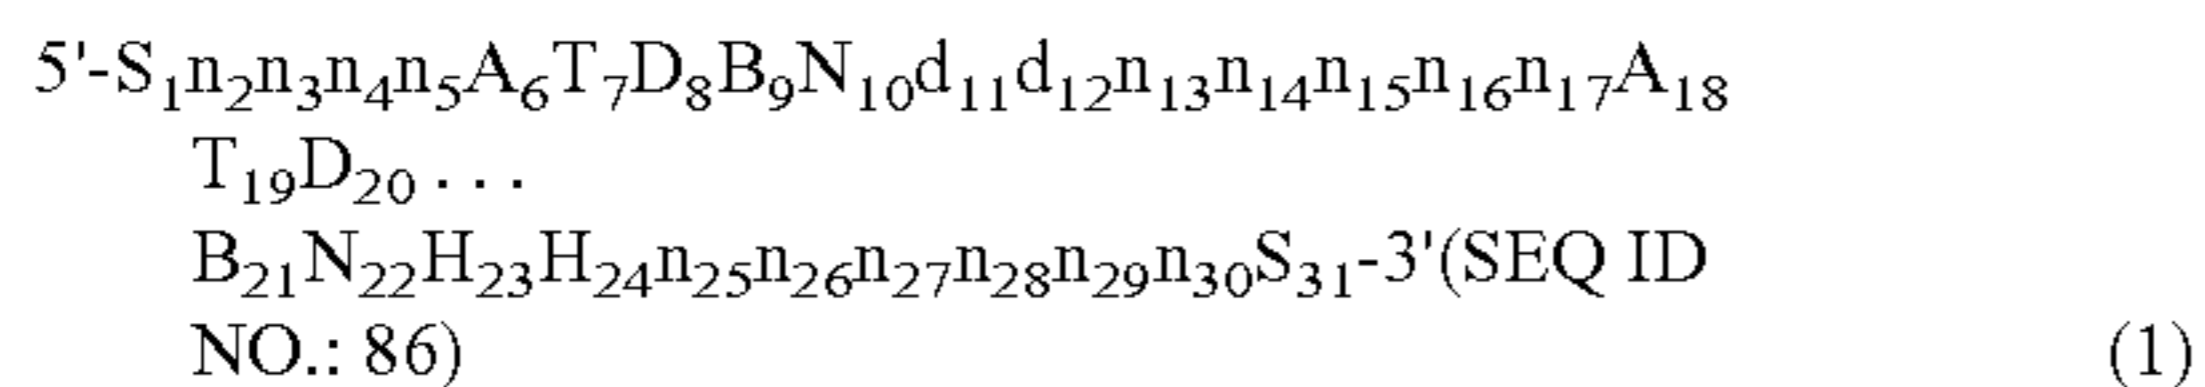 5'-S₁n₂n₃n₄n₅A₆T₇D₈B₉N₁₀d₁₁d₁₂n₁₃n₁₄n₁₅n₁₆n₁₇A₁₈
T₁₉D₂₀ . . .
B₂₁N₂₂H₂₃H₂₄n₂₅n₂₆n₂₇n₂₈n₂₉n₃₀S₃₁-3'(SEQ ID
NO.: 86) (1)